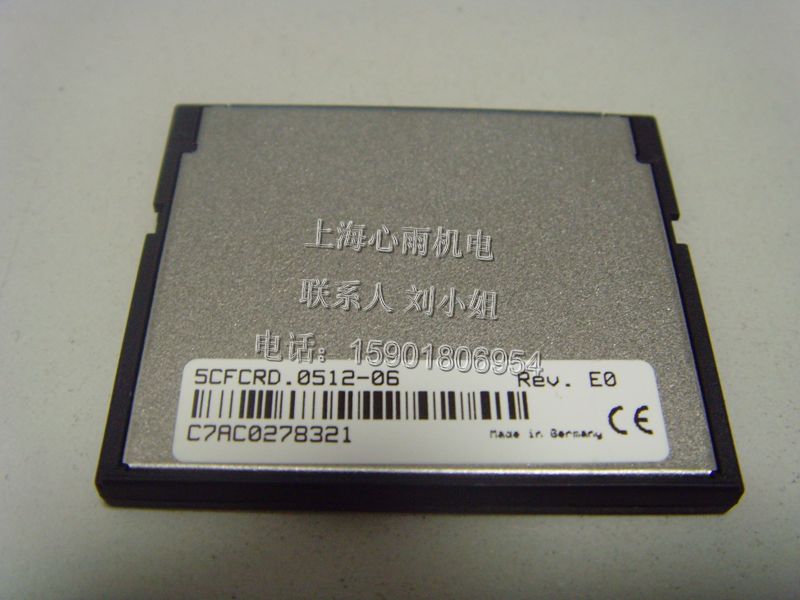 上海心雨机电
联系人 刘小姐
电话：15901806954
5CFCRD.0512-06 Rev. E0
C7AC0278321 Made in Germany CE